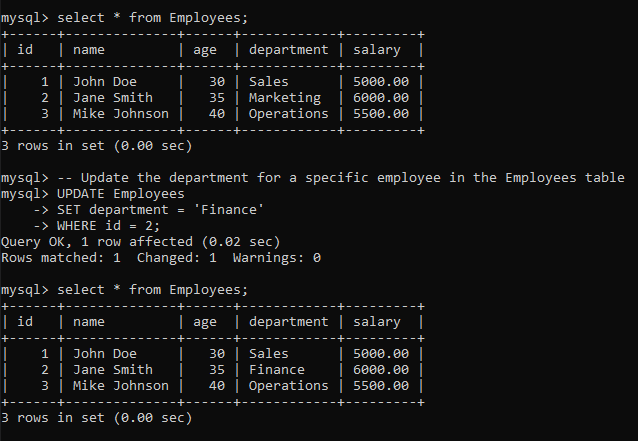 mysql> select * from Employees;
+------+--------------+------+------------+---------+
| id   | name         | age  | department | salary  |
+------+--------------+------+------------+---------+
|    1 | John Doe     |   30 | Sales      | 5000.00 |
|    2 | Jane Smith   |   35 | Marketing  | 6000.00 |
|    3 | Mike Johnson |   40 | Operations | 5500.00 |
+------+--------------+------+------------+---------+
3 rows in set (0.00 sec)

mysql> -- Update the department for a specific employee in the Employees table
mysql> UPDATE Employees
    -> SET department = 'Finance'
    -> WHERE id = 2;
Query OK, 1 row affected (0.02 sec)
Rows matched: 1  Changed: 1  Warnings: 0

mysql> select * from Employees;
+------+--------------+------+------------+---------+
| id   | name         | age  | department | salary  |
+------+--------------+------+------------+---------+
|    1 | John Doe     |   30 | Sales      | 5000.00 |
|    2 | Jane Smith   |   35 | Finance    | 6000.00 |
|    3 | Mike Johnson |   40 | Operations | 5500.00 |
+------+--------------+------+------------+---------+
3 rows in set (0.00 sec)